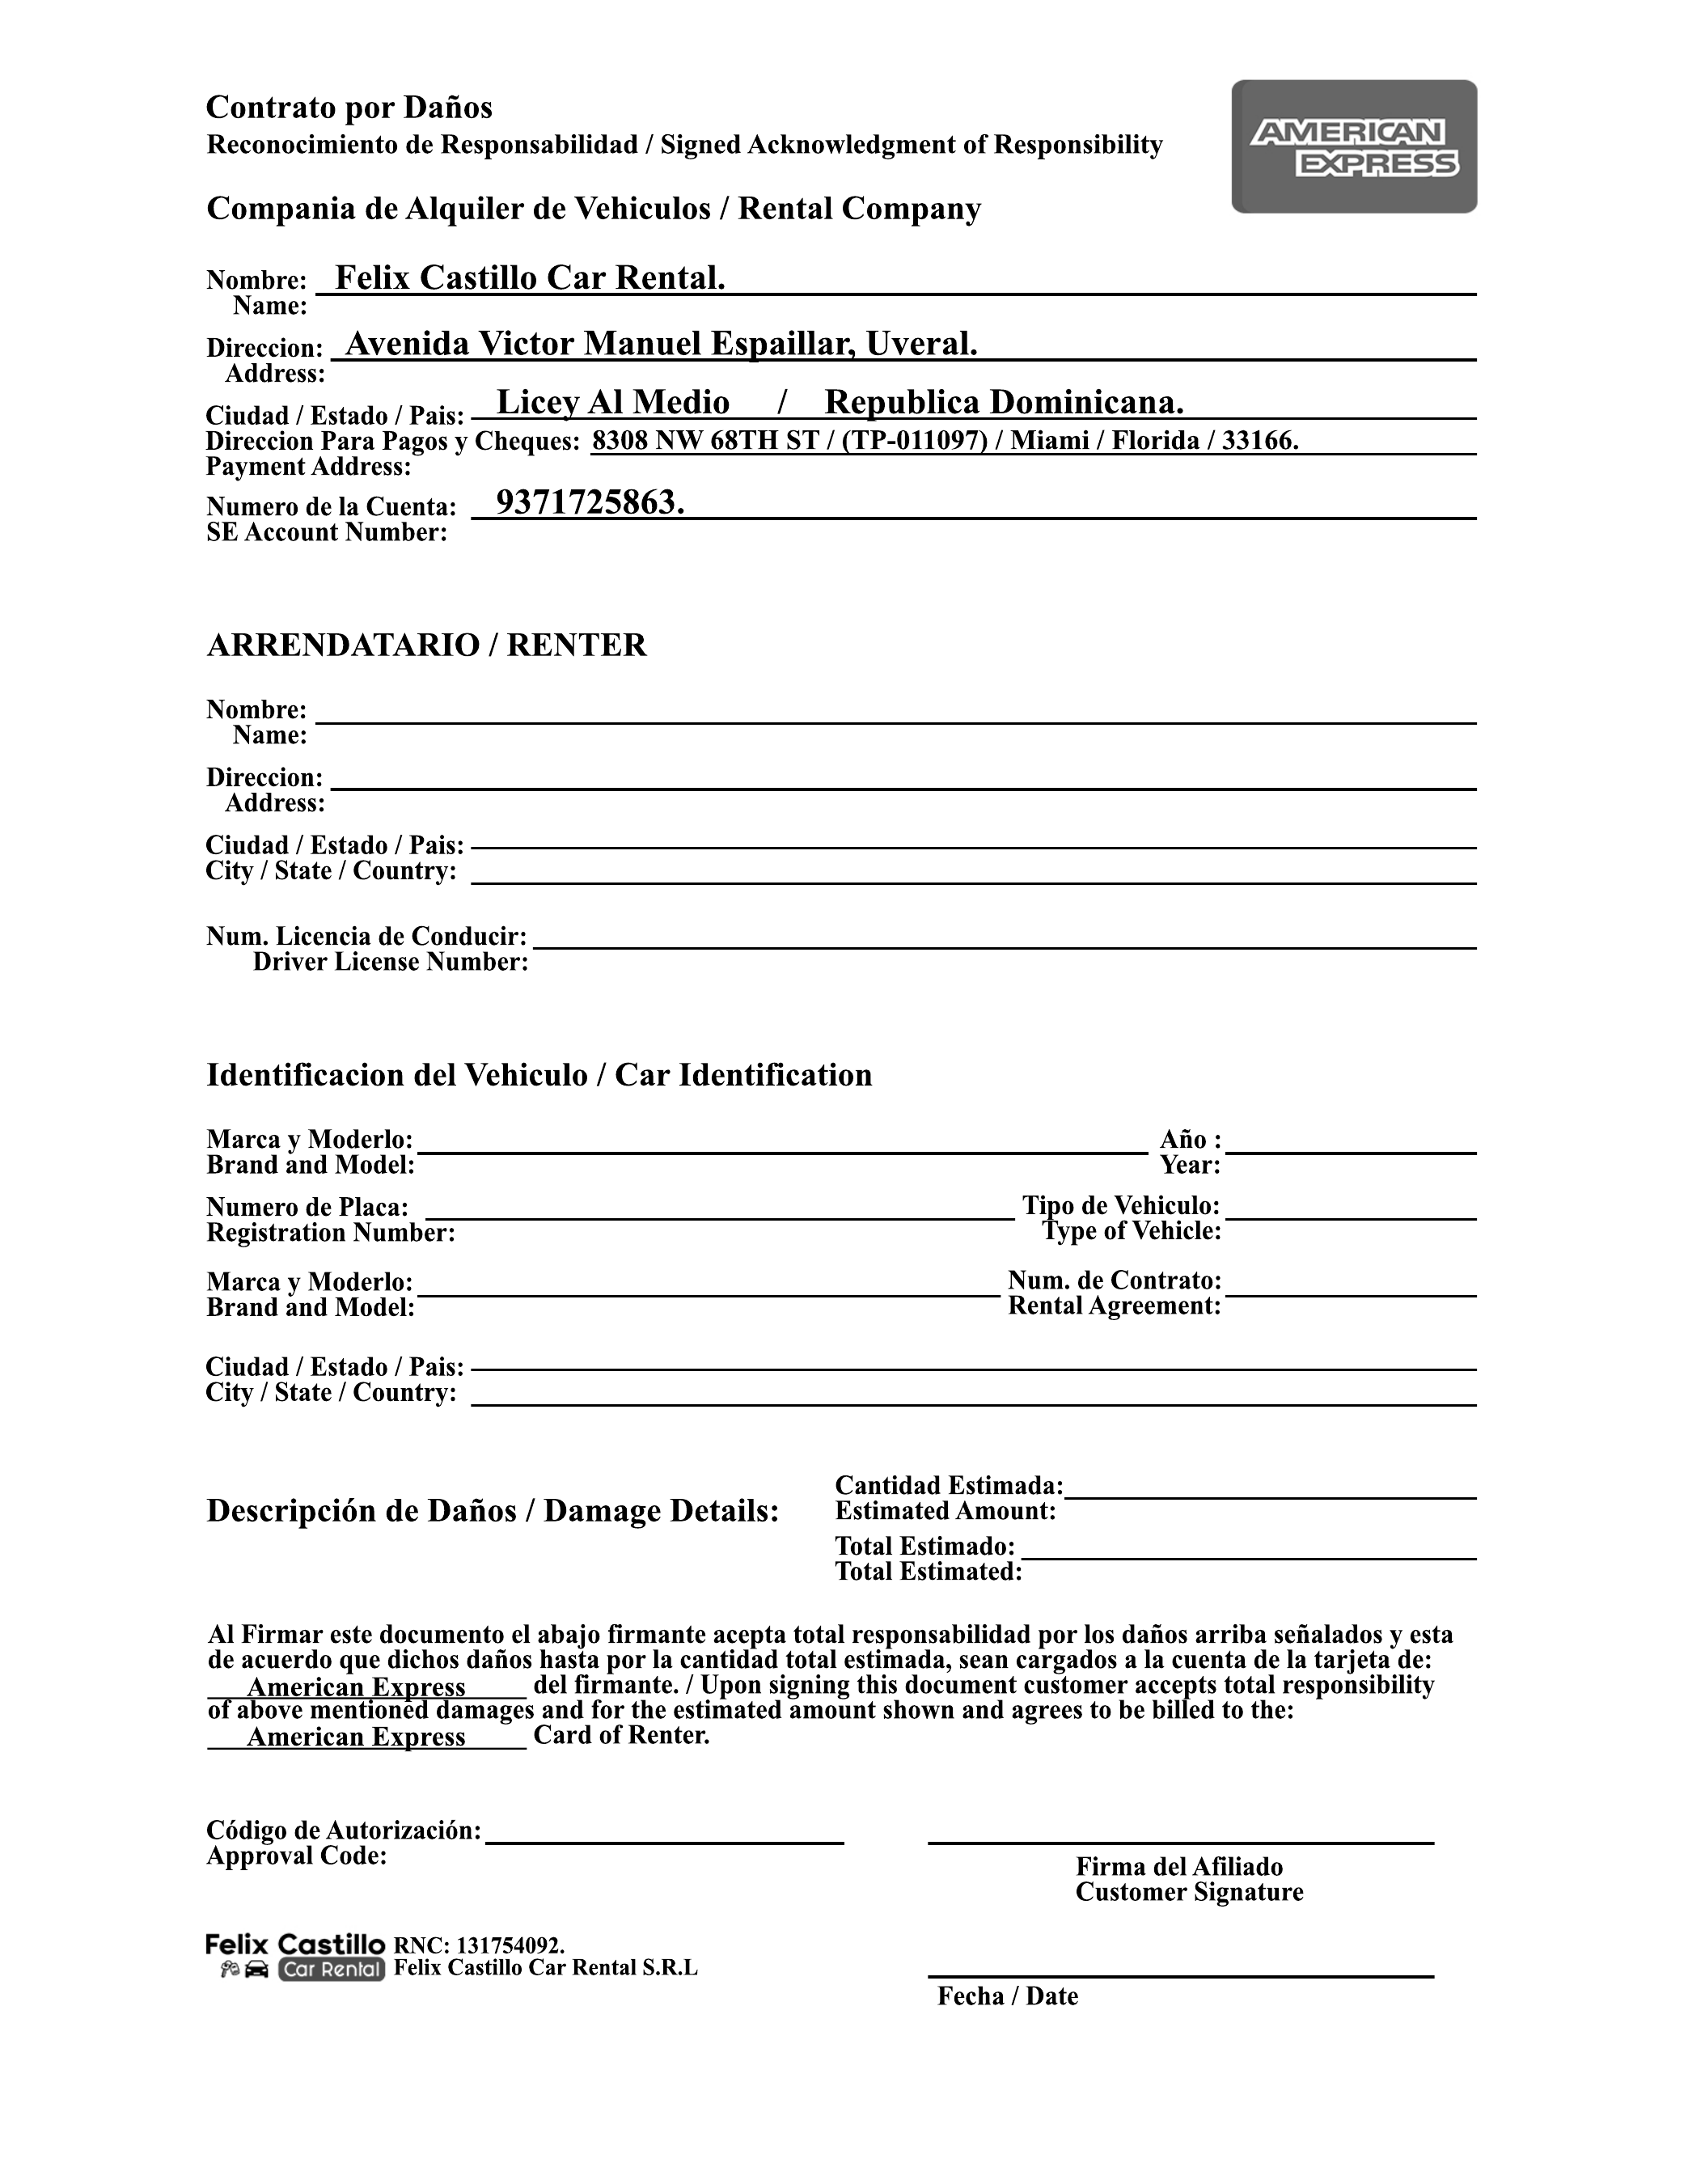 Contrato por Daños
Reconocimiento de Responsabilidad / Signed Acknowledgment of Responsibility
AMERICAN
EXPRESS
Compania de Alquiler de Vehiculos / Rental Company
Nombre: Felix Castillo Car Rental.
Name:
Direccion: Avenida Victor Manuel Espaillar, Uveral.
Address:
Ciudad / Estado / Pais: Licey Al Medio / Republica Dominicana.
Direccion Para Pagos y Cheques: 8308 NW 68TH ST / (TP-011097) / Miami / Florida / 33166.
Payment Address:
Numero de la Cuenta: 9371725863.
SE Account Number:
ARRENDATARIO / RENTER
Nombre:
Name:
Direccion:
Address:
Ciudad / Estado / Pais:
City / State / Country:
Num. Licencia de Conducir:
Driver License Number:
Identificacion del Vehiculo / Car Identification
Marca y Moderlo: Año :
Brand and Model: Year:
Numero de Placa: Tipo de Vehiculo:
Registration Number: Type of Vehicle:
Marca y Moderlo: Num. de Contrato:
Brand and Model: Rental Agreement:
Ciudad / Estado / Pais:
City / State / Country:
Cantidad Estimada:
Descripción de Daños / Damage Details: Estimated Amount:
Total Estimado:
Total Estimated:
Al Firmar este documento el abajo firmante acepta total responsabilidad por los daños arriba señalados y esta
de acuerdo que dichos daños hasta por la cantidad total estimada, sean cargados a la cuenta de la tarjeta de:
American Express del firmante. / Upon signing this document customer accepts total responsibility
of above mentioned damages and for the estimated amount shown and agrees to be billed to the:
American Express Card of Renter.
Código de Autorización:
Approval Code:
Firma del Afiliado
Customer Signature
Felix Castillo RNC: 131754092.
Car Rental Felix Castillo Car Rental S.R.L
Fecha / Date